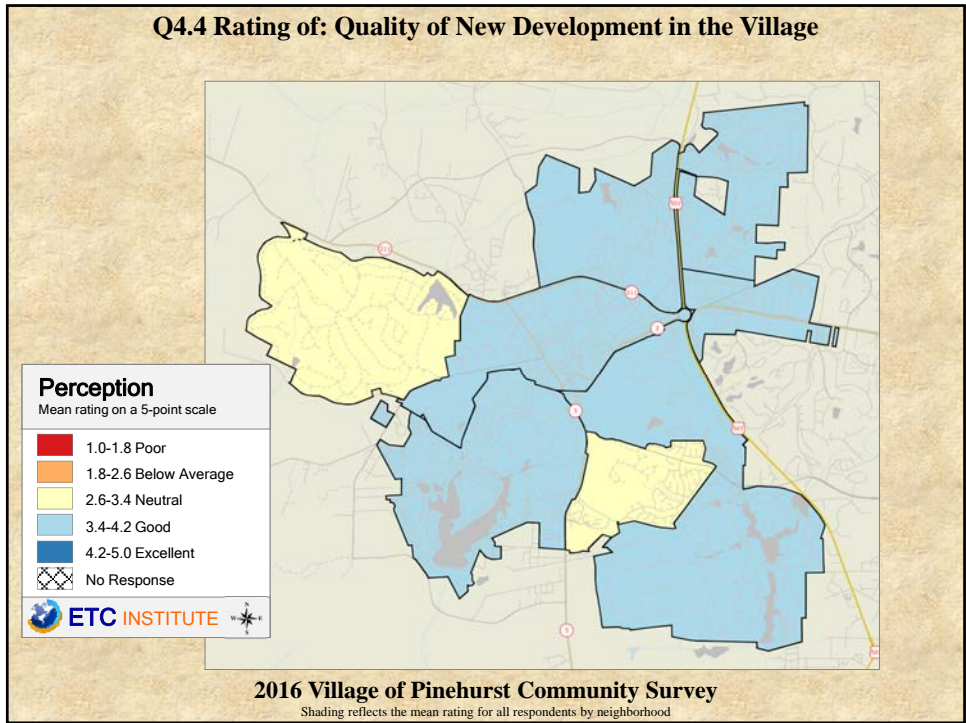 Q4.4 Rating of: Quality of New Development in the Village
211
5
Perception
Mean rating on a 5-point scale
1.0-1.8 Poor
1.8-2.6 Below Average
2.6-3.4 Neutral
3.4-4.2 Good
4.2-5.0 Excellent
No Response
ETC INSTITUTE
N
W E
S
2016 Village of Pinehurst Community Survey
Shading reflects the mean rating for all respondents by neighborhood